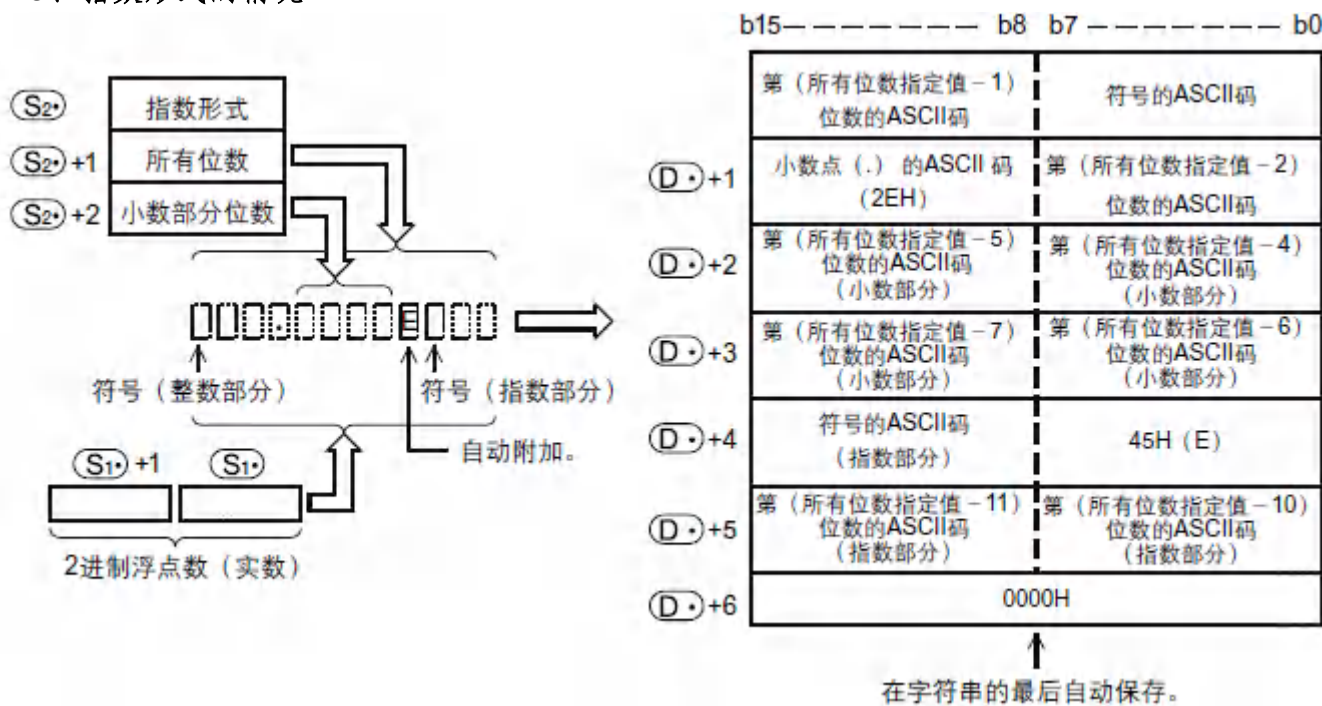 b15 b8 b7 b0
S2• 指数形式
S2•+1 所有位数
S2•+2 小数部分位数
. E
符号（整数部分）
符号（指数部分）
自动附加。
S1•+1 S1•
2进制浮点数（实数）
第（所有位数指定值－1）
位数的ASCII码
符号的ASCII码
D•+1
小数点（.）的ASCII 码
（2EH）
第（所有位数指定值－2）
位数的ASCII码
D•+2
第（所有位数指定值－5）
位数的ASCII码
（小数部分）
第（所有位数指定值－4）
位数的ASCII码
（小数部分）
D•+3
第（所有位数指定值－7）
位数的ASCII码
（小数部分）
第（所有位数指定值－6）
位数的ASCII码
（小数部分）
D•+4
符号的ASCII码
（指数部分）
45H（E）
D•+5
第（所有位数指定值－11）
位数的ASCII码
（指数部分）
第（所有位数指定值－10）
位数的ASCII码
（指数部分）
D•+6
0000H
在字符串的最后自动保存。